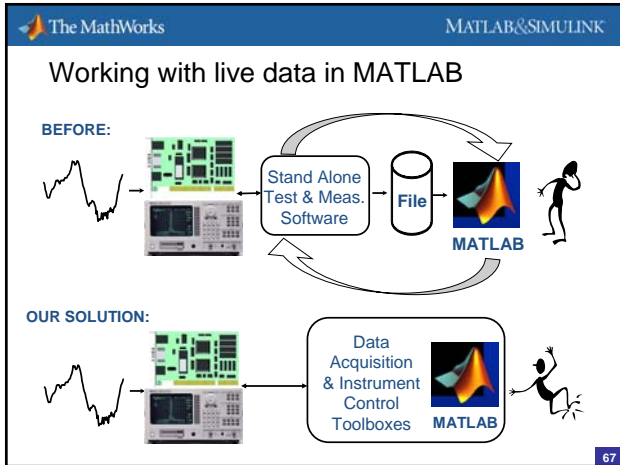 The MathWorks
MATLAB&SIMULINK
Working with live data in MATLAB
BEFORE:
Stand Alone
Test & Meas.
Software
File
MATLAB
OUR SOLUTION:
Data
Acquisition
& Instrument
Control
Toolboxes
MATLAB
67